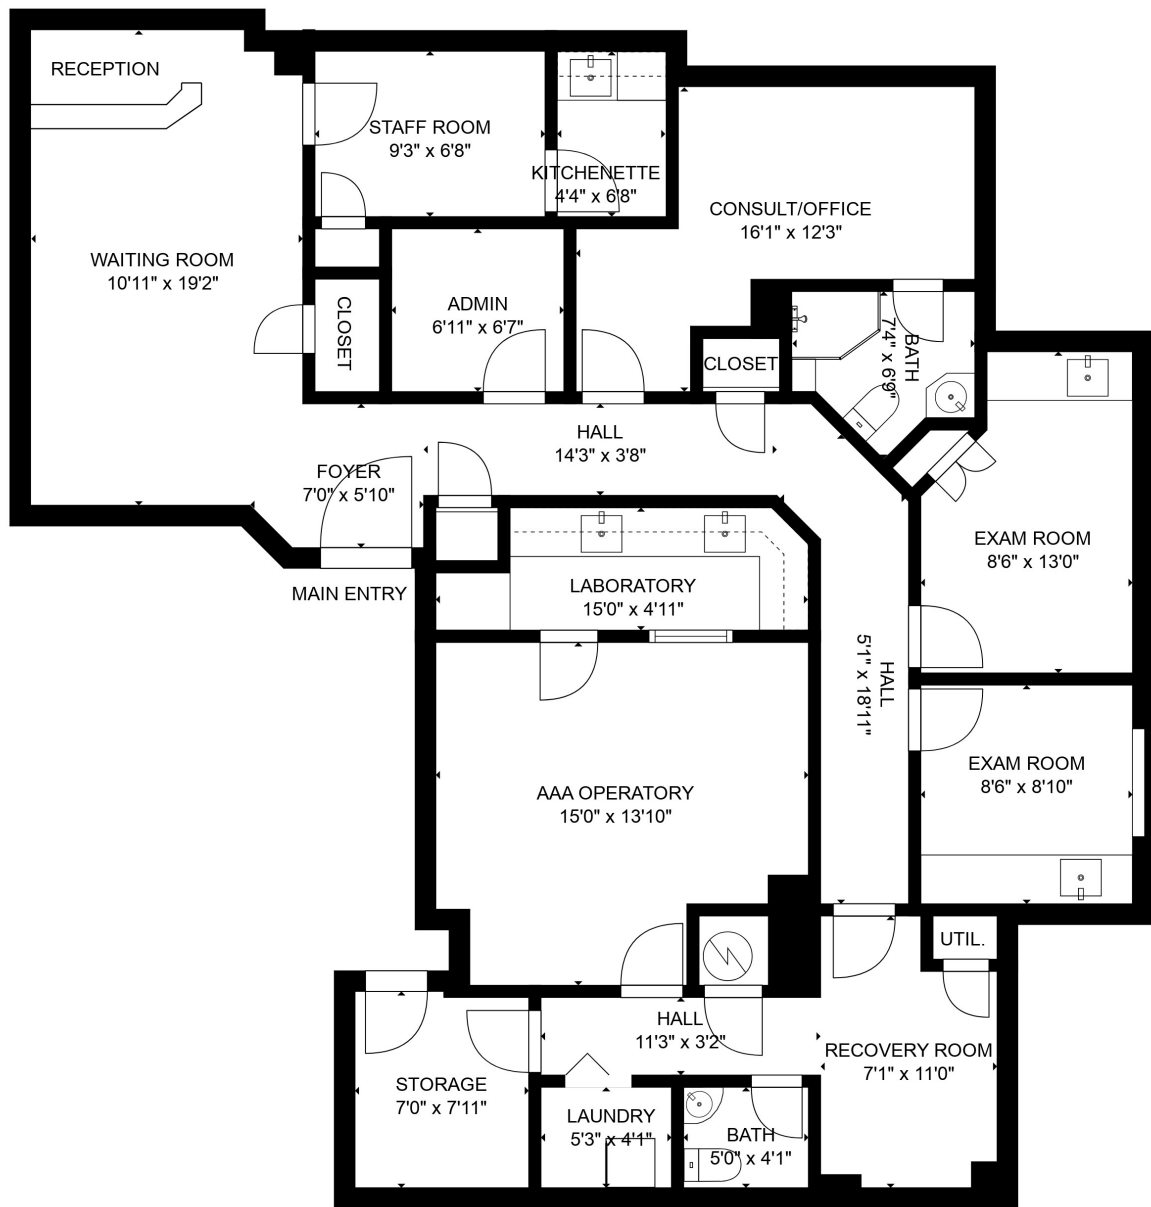 RECEPTION
STAFF ROOM
9'3" x 6'8"
KITCHENETTE
4'4" x 6'8"
CONSULT/OFFICE
16'1" x 12'3"
WAITING ROOM
10'11" x 19'2"
ADMIN
6'11" x 6'7"
CLOSET
CLOSET
BATH
7'4" x 6'9"
HALL
14'3" x 3'8"
FOYER
7'0" x 5'10"
MAIN ENTRY
EXAM ROOM
8'6" x 13'0"
LABORATORY
15'0" x 4'11"
HALL
5'1" x 18'11"
EXAM ROOM
8'6" x 8'10"
AAA OPERATORY
15'0" x 13'10"
UTIL.
HALL
11'3" x 3'2"
RECOVERY ROOM
7'1" x 11'0"
STORAGE
7'0" x 7'11"
LAUNDRY
5'3" x 4'1"
BATH
5'0" x 4'1"